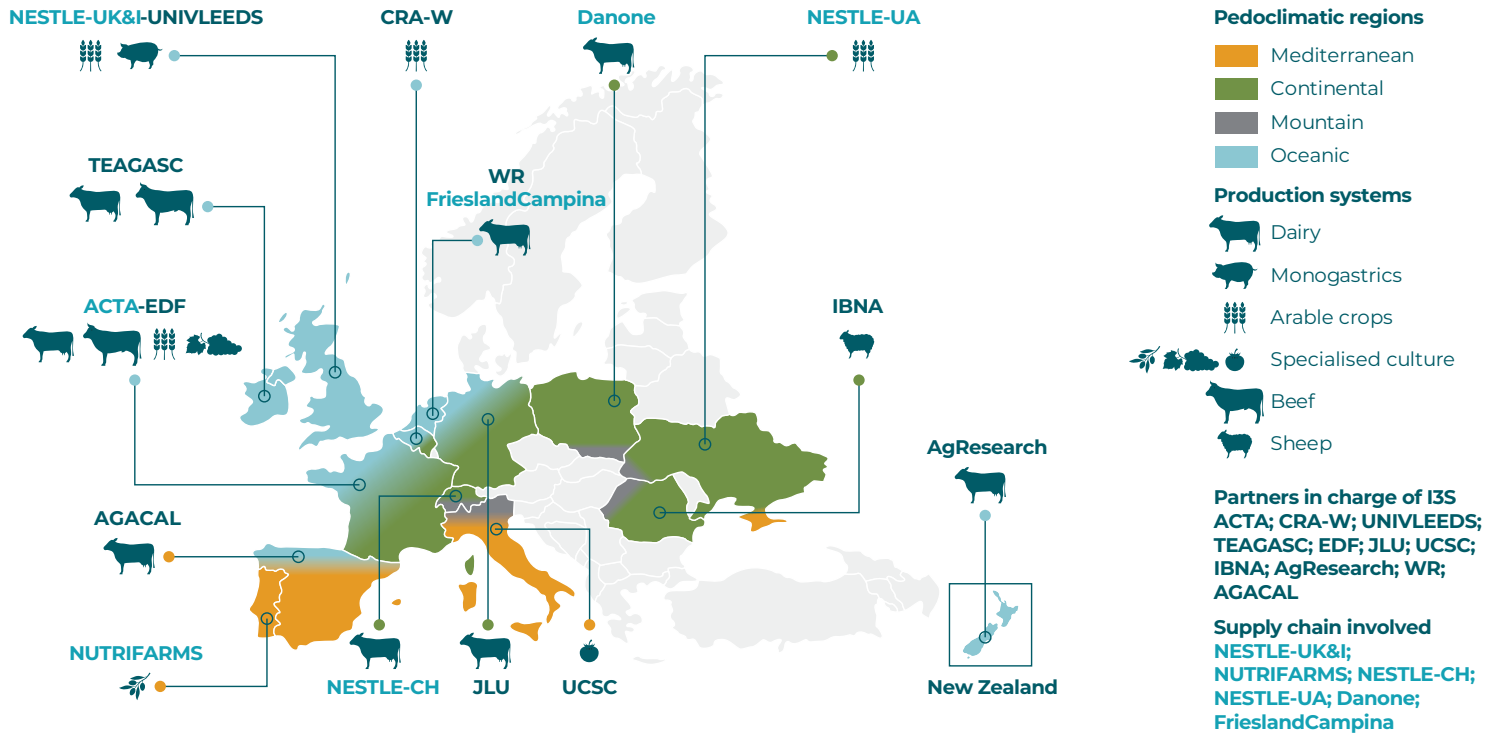 NESTLE-UK&I-UNIVLEEDS
CRA-W
Danone
NESTLE-UA
TEAGASC
WR
FrieslandCampina
ACTA-EDF
IBNA
AgResearch
AGACAL
NUTRIFARMS
NESTLE-CH
JLU
UCSC
New Zealand
Pedoclimatic regions
Mediterranean
Continental
Mountain
Oceanic
Production systems
Dairy
Monogastrics
Arable crops
Specialised culture
Beef
Sheep
Partners in charge of I3S
ACTA; CRA-W; UNIVLEEDS;
TEAGASC; EDF; JLU; UCSC;
IBNA; AgResearch; WR;
AGACAL
Supply chain involved
NESTLE-UK&I;
NUTRIFARMS; NESTLE-CH;
NESTLE-UA; Danone;
FrieslandCampina